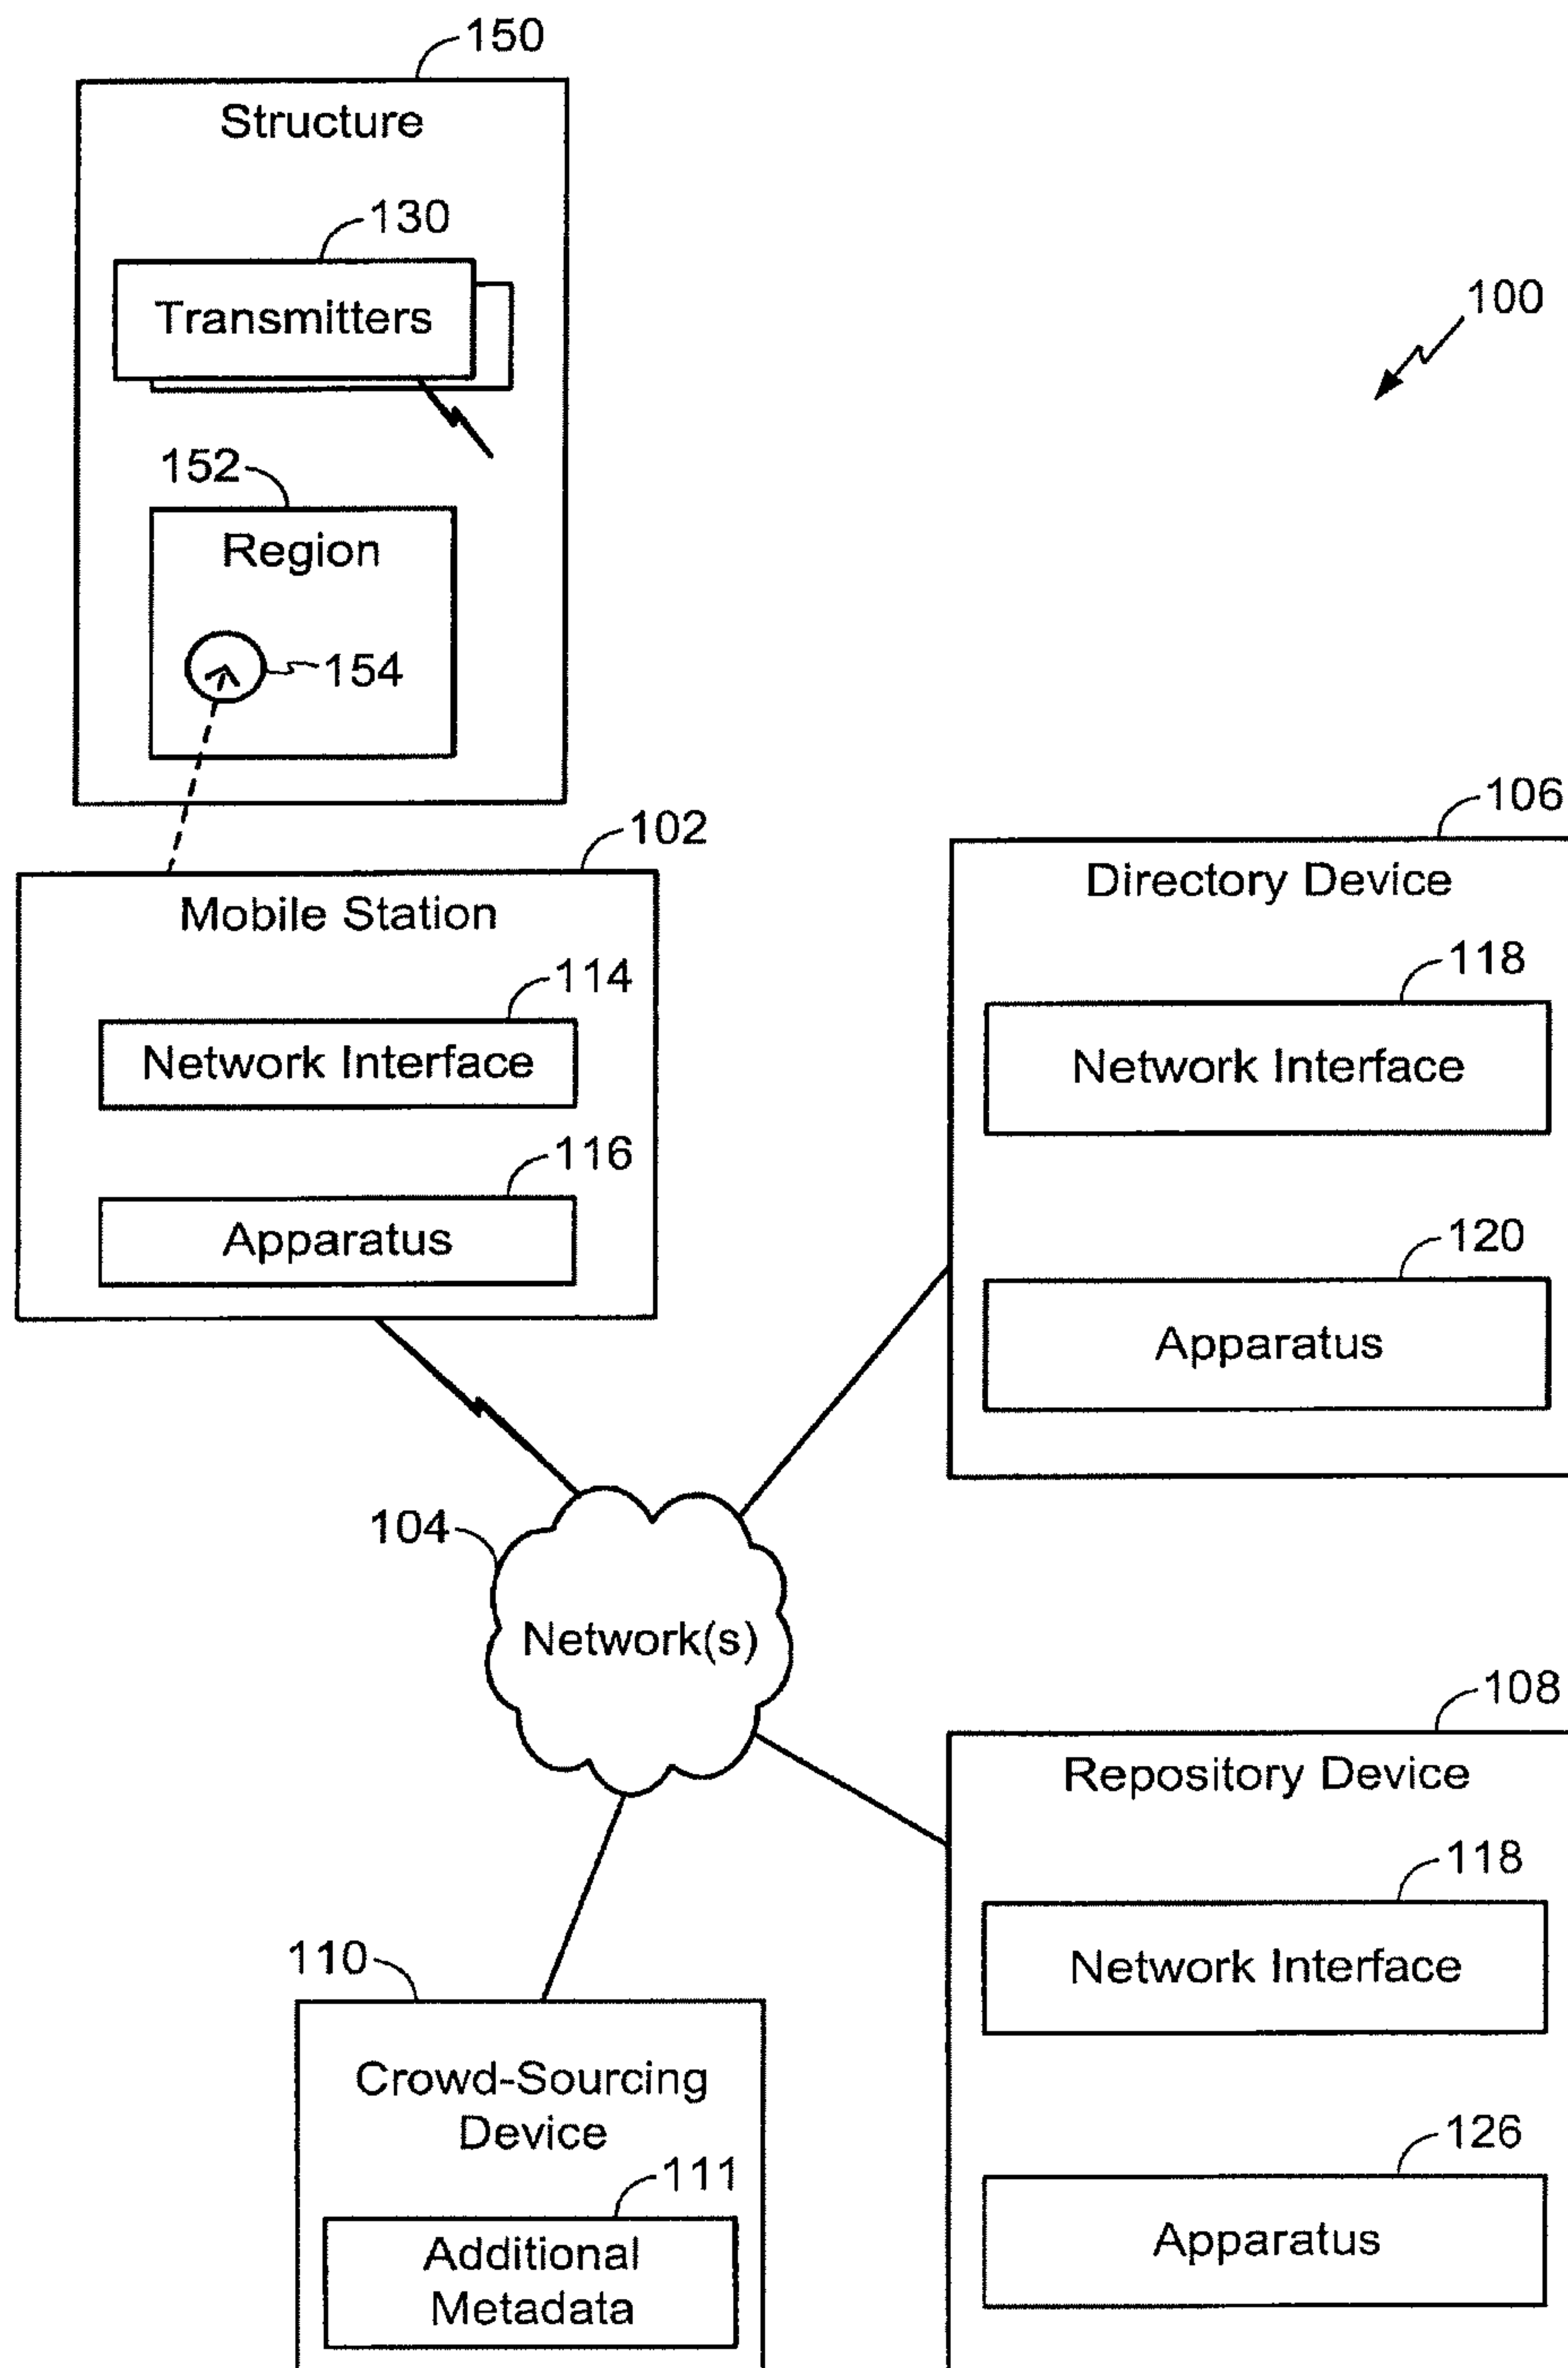 150
Structure
130
Transmitters
100
152
Region
154
102
Mobile Station
114
Network Interface
116
Apparatus
106
Directory Device
118
Network Interface
120
Apparatus
104
Network(s)
108
Repository Device
118
Network Interface
126
Apparatus
110
Crowd-Sourcing
Device
111
Additional
Metadata